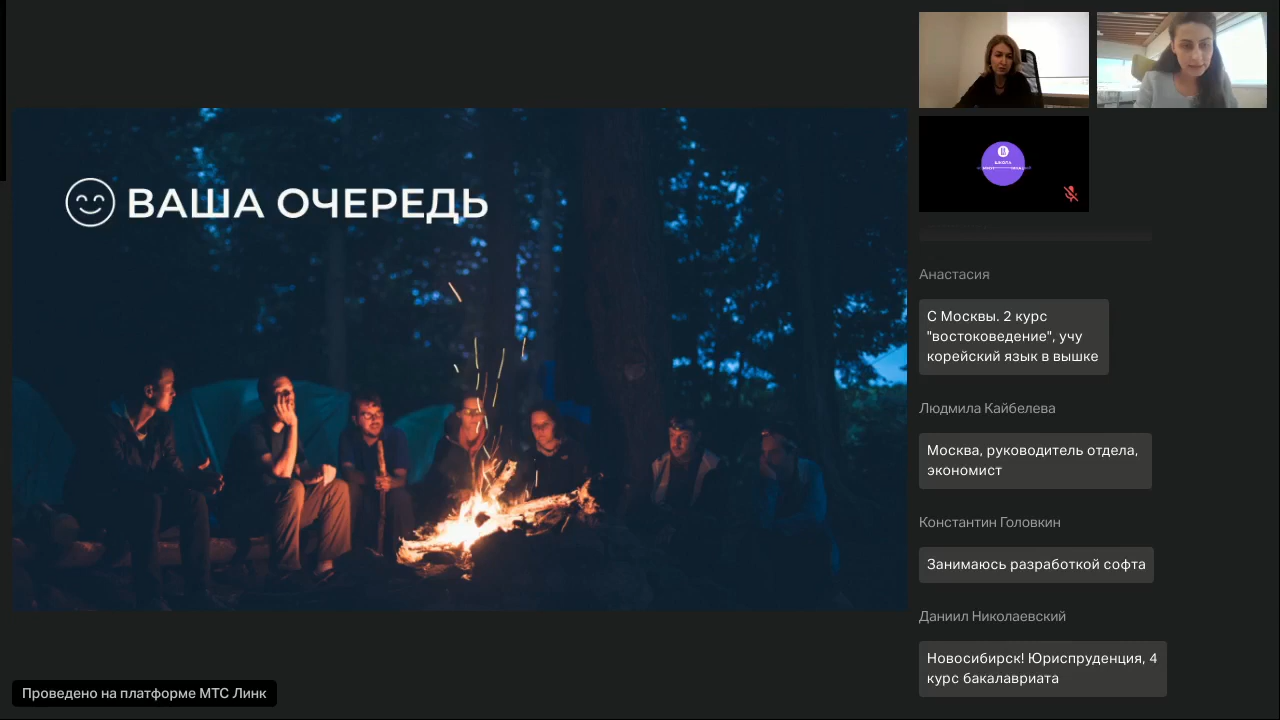 ВАША ОЧЕРЕДЬ
ШКОЛА
Анастасия
С Москвы. 2 курс
"востоковедение", учу
корейский язык в вышке
Людмила Кайбелева
Москва, руководитель отдела,
экономист
Константин Головкин
Занимаюсь разработкой софта
Даниил Николаевский
Новосибирск! Юриспруденция, 4
курс бакалавриата
Проведено на платформе МТС Линк